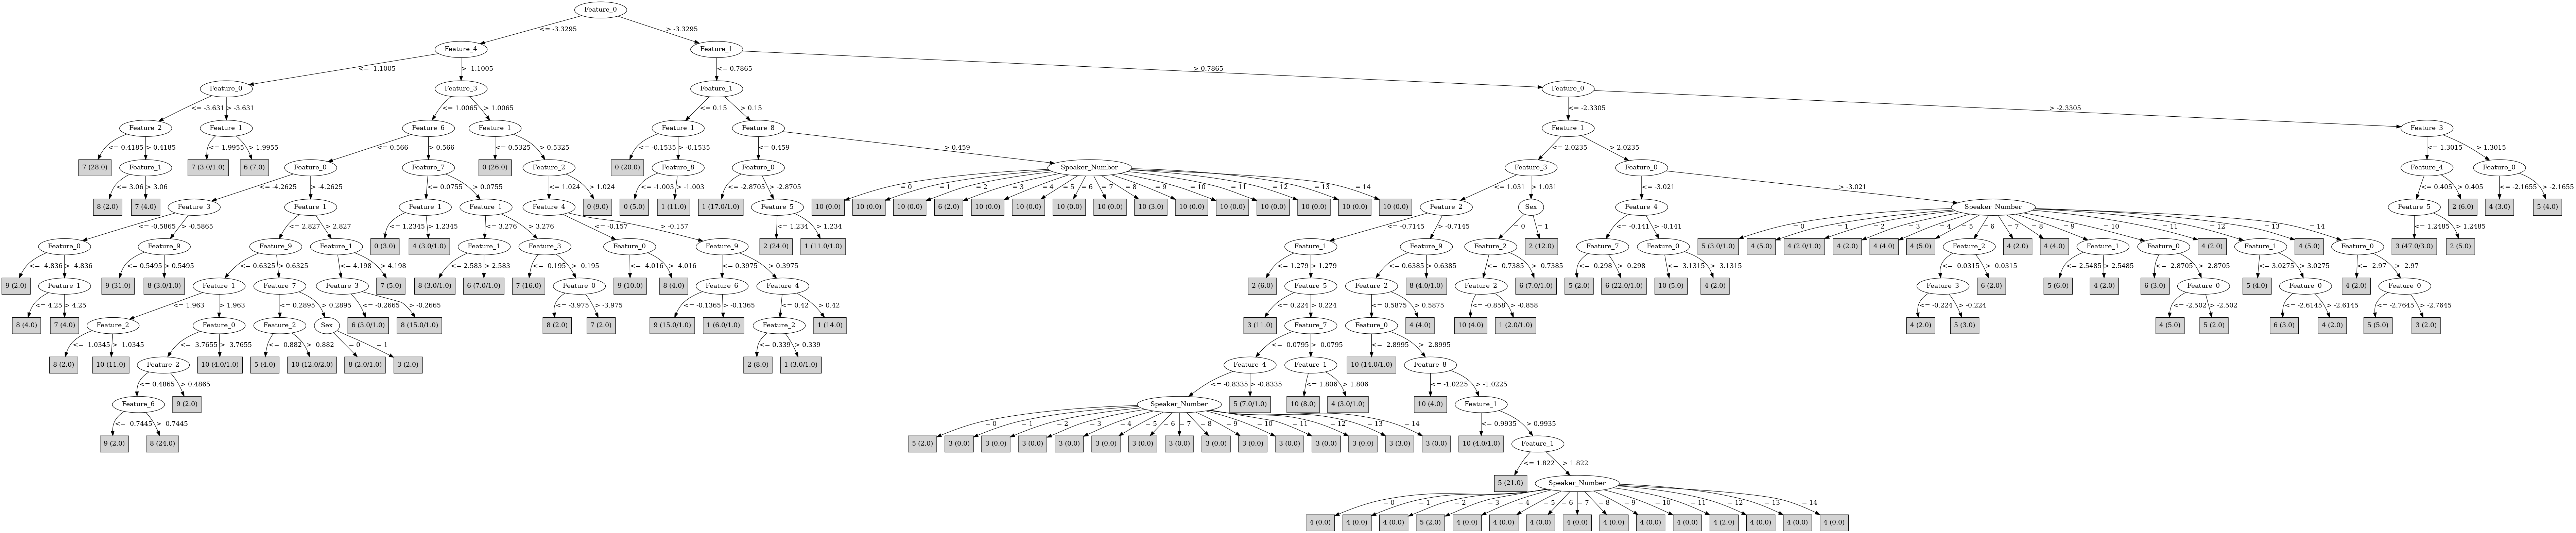 Feature_0
<= -3.3295 > -3.3295
Feature_4 Feature_1
<= -1.1005 > -1.1005 <= 0.7865 > 0.7865
Feature_0 Feature_3 Feature_1 Feature_0
<= -3.631 > -3.631 <= 1.0065 > 1.0065 <= 0.15 > 0.15 <= -2.3305 > -2.3305
Feature_2 Feature_1 Feature_6 Feature_1 Feature_1 Feature_8 Feature_1 Feature_3
<= 0.4185 > 0.4185 <= 1.9955 > 1.9955 <= 0.566 > 0.566 <= 0.5325 > 0.5325 <= -0.1535 > -0.1535 <= 0.459 > 0.459 <= 2.0235 > 2.0235 <= 1.3015 > 1.3015
7 (28.0) Feature_1 7 (3.0/1.0) 6 (7.0) Feature_0 Feature_7 0 (26.0) Feature_2 0 (20.0) Feature_8 Feature_0 Speaker_Number Feature_3 Feature_0 Feature_4 Feature_0
<= 3.06 > 3.06 <= -4.2625 > -4.2625 <= 0.0755 > 0.0755 <= 1.024 > 1.024 <= -1.003 > -1.003 <= -2.8705 > -2.8705 = 0 = 1 = 2 = 3 = 4 = 5 = 6 = 7 = 8 = 9 = 10 = 11 = 12 = 13 = 14 <= 1.031 > 1.031 <= -3.021 > -3.021 <= 0.405 > 0.405 <= -2.1655 > -2.1655
8 (2.0) 7 (4.0) Feature_3 Feature_1 Feature_1 Feature_1 Feature_4 0 (9.0) 0 (5.0) 1 (11.0) 1 (17.0/1.0) Feature_5 10 (0.0) 10 (0.0) 10 (0.0) 6 (2.0) 10 (0.0) 10 (0.0) 10 (0.0) 10 (0.0) 10 (3.0) 10 (0.0) 10 (0.0) 10 (0.0) 10 (0.0) 10 (0.0) 10 (0.0) Feature_2 Sex Feature_4 Speaker_Number Feature_5 2 (6.0) 4 (3.0) 5 (4.0)
<= -0.5865 > -0.5865 <= 2.827 > 2.827 <= 1.2345 > 1.2345 <= 3.276 > 3.276 <= -0.157 > -0.157 <= 1.234 > 1.234 <= -0.7145 > -0.7145 = 0 = 1 <= -0.141 > -0.141 = 0 = 1 = 2 = 3 = 4 = 5 = 6 = 7 = 8 = 9 = 10 = 11 = 12 = 13 = 14 <= 1.2485 > 1.2485
Feature_0 Feature_9 Feature_9 Feature_1 0 (3.0) 4 (3.0/1.0) Feature_1 Feature_3 Feature_0 Feature_9 2 (24.0) 1 (11.0/1.0) Feature_1 Feature_9 Feature_2 2 (12.0) Feature_7 Feature_0 5 (3.0/1.0) 4 (5.0) 4 (2.0/1.0) 4 (2.0) 4 (4.0) 4 (5.0) Feature_2 4 (2.0) 4 (4.0) Feature_1 Feature_0 4 (2.0) Feature_1 4 (5.0) Feature_0 3 (47.0/3.0) 2 (5.0)
<= -4.836 > -4.836 <= 0.5495 > 0.5495 <= 0.6325 > 0.6325 <= 4.198 > 4.198 <= 2.583 > 2.583 <= -0.195 > -0.195 <= -4.016 > -4.016 <= 0.3975 > 0.3975 <= 1.279 > 1.279 <= 0.6385 > 0.6385 <= -0.7385 > -0.7385 <= -0.298 > -0.298 <= -3.1315 > -3.1315 <= -0.0315 > -0.0315 <= 2.5485 > 2.5485 <= -2.8705 > -2.8705 <= 3.0275 > 3.0275 <= -2.97 > -2.97
9 (2.0) Feature_1 9 (31.0) 8 (3.0/1.0) Feature_1 Feature_7 Feature_3 7 (5.0) 8 (3.0/1.0) 6 (7.0/1.0) 7 (16.0) Feature_0 9 (10.0) 8 (4.0) Feature_6 Feature_4 2 (6.0) Feature_5 Feature_2 8 (4.0/1.0) Feature_2 6 (7.0/1.0) 5 (2.0) 6 (22.0/1.0) 10 (5.0) 4 (2.0) Feature_3 6 (2.0) 5 (6.0) 4 (2.0) 6 (3.0) Feature_0 5 (4.0) Feature_0 4 (2.0) Feature_0
<= 4.25 > 4.25 <= 1.963 > 1.963 <= 0.2895 > 0.2895 <= -0.2665 > -0.2665 <= -3.975 > -3.975 <= -0.1365 > -0.1365 <= 0.42 > 0.42 <= 0.224 > 0.224 <= 0.5875 > 0.5875 <= -0.858 > -0.858 <= -0.224 > -0.224 <= -2.502 > -2.502 <= -2.6145 > -2.6145 <= -2.7645 > -2.7645
8 (4.0) 7 (4.0) Feature_2 Feature_0 Feature_2 Sex 6 (3.0/1.0) 8 (15.0/1.0) 8 (2.0) 7 (2.0) 9 (15.0/1.0) 1 (6.0/1.0) Feature_2 1 (14.0) 3 (11.0) Feature_7 Feature_0 4 (4.0) 10 (4.0) 1 (2.0/1.0) 4 (2.0) 5 (3.0) 4 (5.0) 5 (2.0) 6 (3.0) 4 (2.0) 5 (5.0) 3 (2.0)
<= -1.0345 > -1.0345 <= -3.7655 > -3.7655 <= -0.882 > -0.882 = 0 = 1 <= 0.339 > 0.339 <= -0.0795 > -0.0795 <= -2.8995 > -2.8995
8 (2.0) 10 (11.0) Feature_2 10 (4.0/1.0) 5 (4.0) 10 (12.0/2.0) 8 (2.0/1.0) 3 (2.0) 2 (8.0) 1 (3.0/1.0) Feature_4 Feature_1 10 (14.0/1.0) Feature_8
<= 0.4865 > 0.4865 <= -0.8335 > -0.8335 <= 1.806 > 1.806 <= -1.0225 > -1.0225
Feature_6 9 (2.0) Speaker_Number 5 (7.0/1.0) 10 (8.0) 4 (3.0/1.0) 10 (4.0) Feature_1
<= -0.7445 > -0.7445 = 0 = 1 = 2 = 3 = 4 = 5 = 6 = 7 = 8 = 9 = 10 = 11 = 12 = 13 = 14 <= 0.9935 > 0.9935
9 (2.0) 8 (24.0) 5 (2.0) 3 (0.0) 3 (0.0) 3 (0.0) 3 (0.0) 3 (0.0) 3 (0.0) 3 (0.0) 3 (0.0) 3 (0.0) 3 (0.0) 3 (0.0) 3 (0.0) 3 (3.0) 3 (0.0) 10 (4.0/1.0) Feature_1
<= 1.822 > 1.822
5 (21.0) Speaker_Number
= 0 = 1 = 2 = 3 = 4 = 5 = 6 = 7 = 8 = 9 = 10 = 11 = 12 = 13 = 14
4 (0.0) 4 (0.0) 4 (0.0) 5 (2.0) 4 (0.0) 4 (0.0) 4 (0.0) 4 (0.0) 4 (0.0) 4 (0.0) 4 (0.0) 4 (2.0) 4 (0.0) 4 (0.0) 4 (0.0)